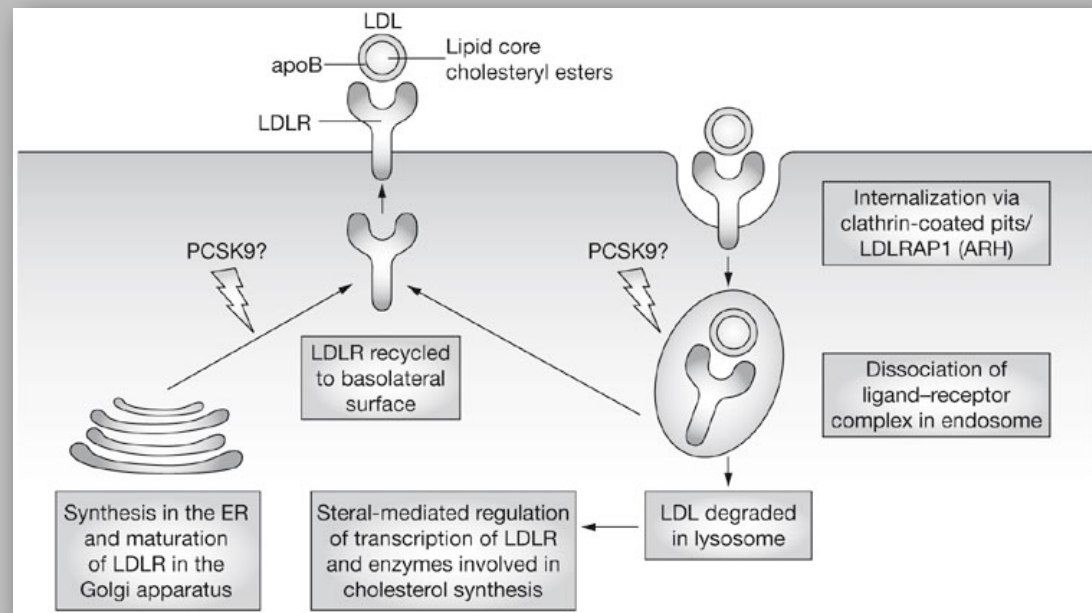 LDL
apoB
Lipid core
cholesteryl esters
LDLR
PCSK9?
PCSK9?
Internalization via
clathrin-coated pits/
LDLRAP1 (ARH)
LDLR recycled
to basolateral
surface
Dissociation of
ligand–receptor
complex in endosome
Synthesis in the ER
and maturation
of LDLR in the
Golgi apparatus
Steral-mediated regulation
of transcription of LDLR
and enzymes involved in
cholesterol synthesis
LDL degraded
in lysosome